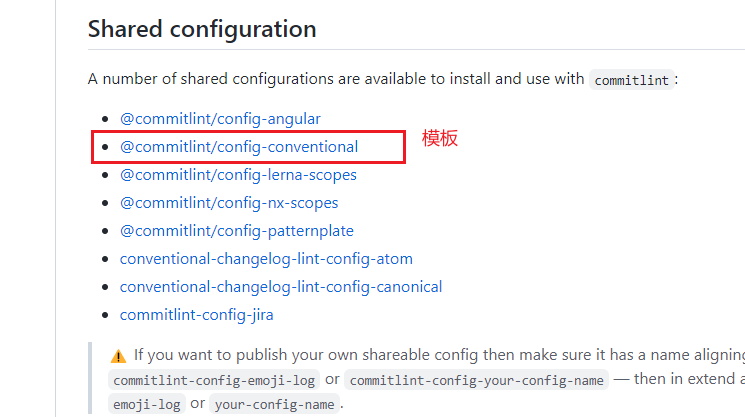 Shared configuration
A number of shared configurations are available to install and use with commitlint :
@commitlint/config-angular
@commitlint/config-conventional 模板
@commitlint/config-lerna-scopes
@commitlint/config-nx-scopes
@commitlint/config-patternplate
conventional-changelog-lint-config-atom
conventional-changelog-lint-config-canonical
commitlint-config-jira
⚠️ If you want to publish your own shareable config then make sure it has a name aligning
commitlint-config-emoji-log or commitlint-config-your-config-name — then in extend a
emoji-log or your-config-name .